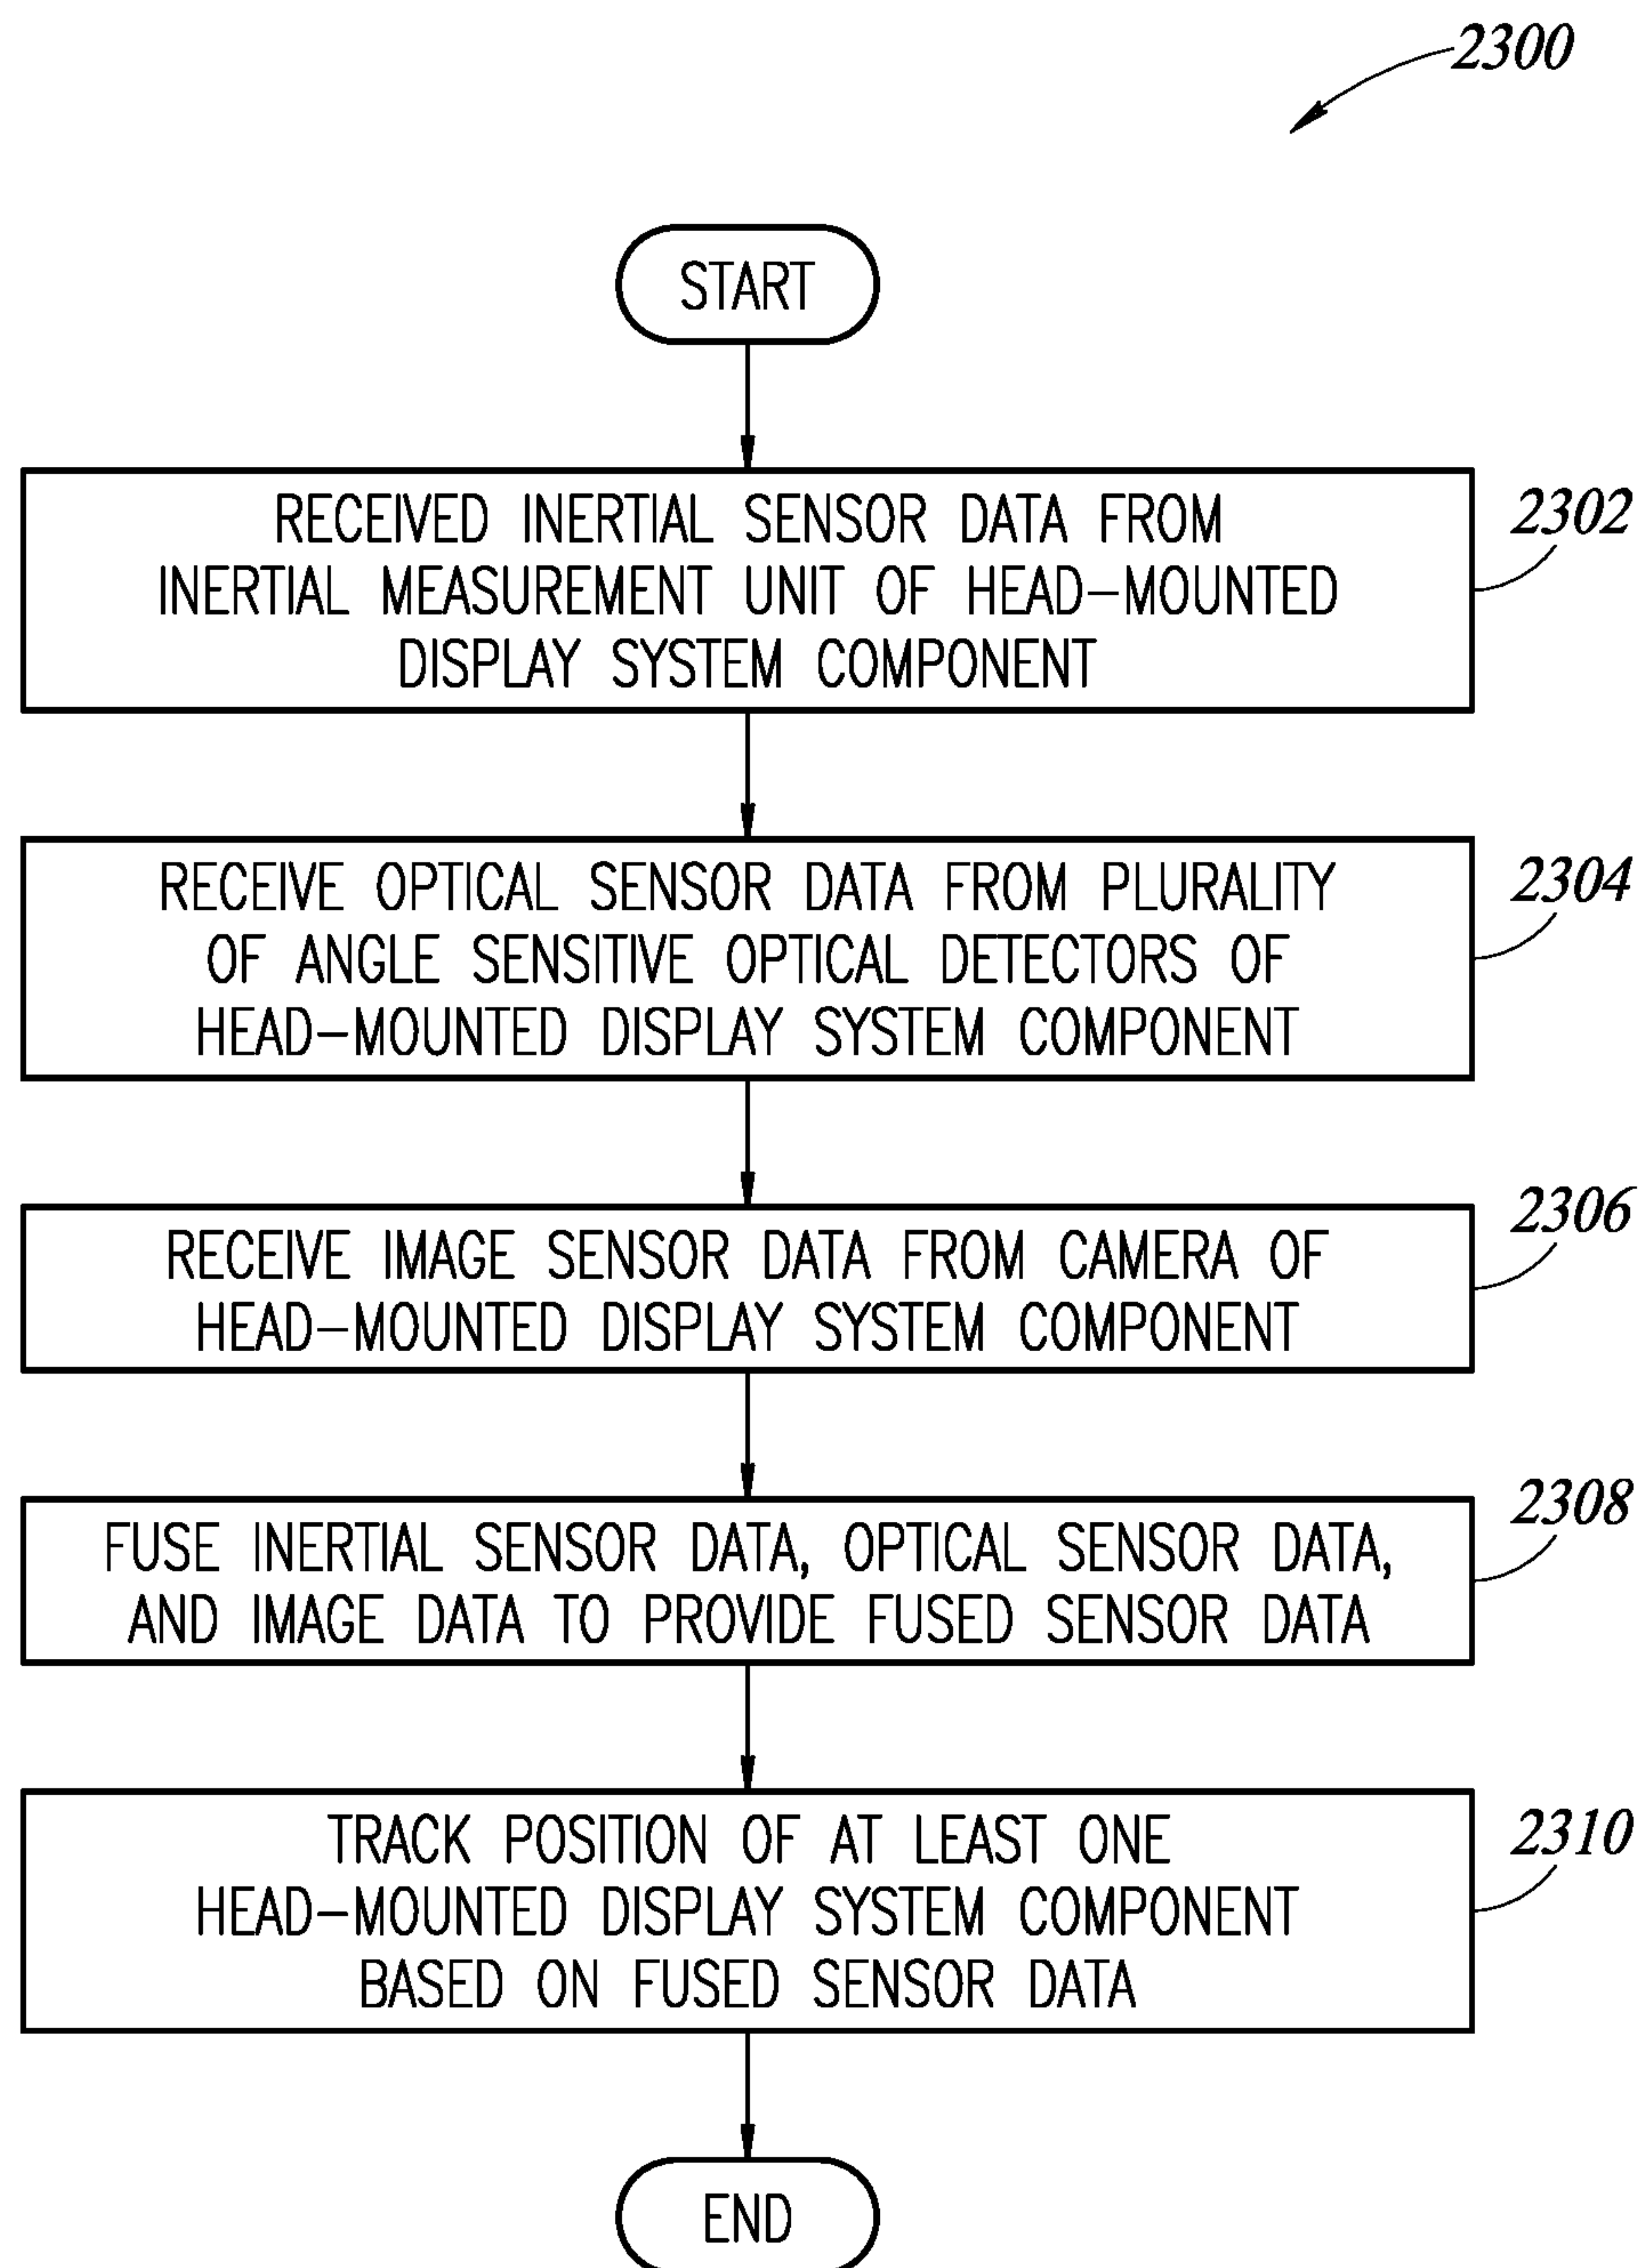 2300
START
RECEIVED INERTIAL SENSOR DATA FROM
INERTIAL MEASUREMENT UNIT OF HEAD-MOUNTED
DISPLAY SYSTEM COMPONENT
2302
RECEIVE OPTICAL SENSOR DATA FROM PLURALITY
OF ANGLE SENSITIVE OPTICAL DETECTORS OF
HEAD-MOUNTED DISPLAY SYSTEM COMPONENT
2304
RECEIVE IMAGE SENSOR DATA FROM CAMERA OF
HEAD-MOUNTED DISPLAY SYSTEM COMPONENT
2306
FUSE INERTIAL SENSOR DATA, OPTICAL SENSOR DATA,
AND IMAGE DATA TO PROVIDE FUSED SENSOR DATA
2308
TRACK POSITION OF AT LEAST ONE
HEAD-MOUNTED DISPLAY SYSTEM COMPONENT
BASED ON FUSED SENSOR DATA
2310
END